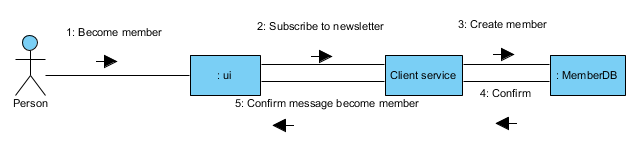 1: Become member
2: Subscribe to newsletter
3: Create member
: ui
Client service
: MemberDB
Person
5: Confirm message become member
4: Confirm